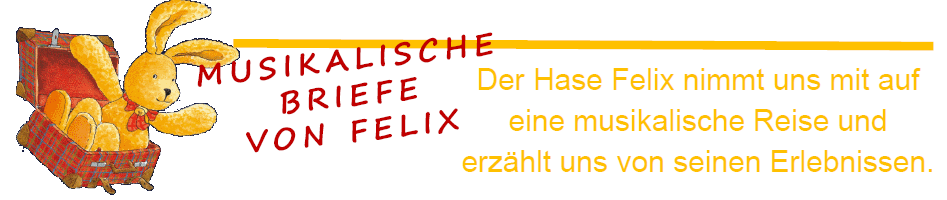 MUSIKALISCHE
BRIEFE
VON FELIX
Der Hase Felix nimmt uns mit auf
eine musikalische Reise und
erzählt uns von seinen Erlebnissen.